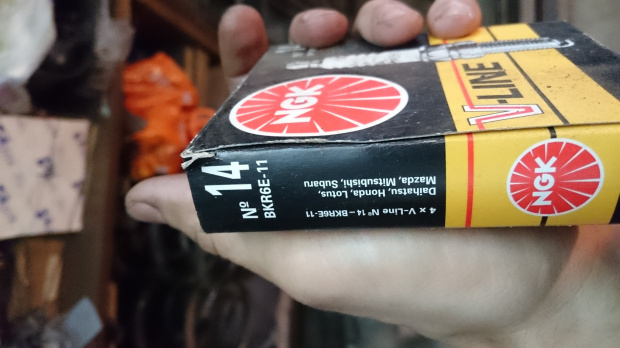 NGK
V-LINE
Nº 14
BKR6E-11
4 x V-Line Nº 14 – BKR6E-11
Daihatsu, Honda, Lotus,
Mazda, Mitsubishi, Subaru
NGK